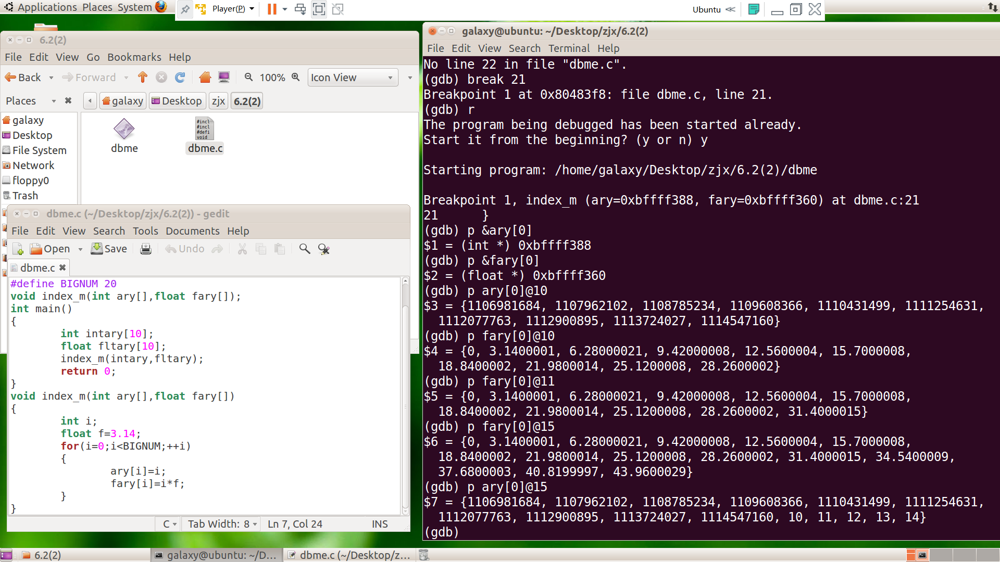 Applications Places System
Player(P)
Ubuntu
6.2(2)
File Edit View Go Bookmarks Help
Back Forward 100% Icon View
Places galaxy Desktop zjx 6.2(2)
galaxy
Desktop
File System
Network
floppy0
Trash
#incl
#incl
#defi
void
dbme
dbme.c
dbme.c (~/Desktop/zjx/6.2(2)) - gedit
File Edit View Search Tools Documents Help
Open Save Undo
dbme.c
#define BIGNUM 20
void index_m(int ary[],float fary[]);
int main()
{
int intary[10];
float fltary[10];
index_m(intary,fltary);
return 0;
}
void index_m(int ary[],float fary[])
{
int i;
float f=3.14;
for(i=0;i<BIGNUM;++i)
{
ary[i]=i;
fary[i]=i*f;
}
}
C Tab Width: 8 Ln 7, Col 24 INS
galaxy@ubuntu: ~/Desktop/zjx/6.2(2)
File Edit View Search Terminal Help
No line 22 in file "dbme.c".
(gdb) break 21
Breakpoint 1 at 0x80483f8: file dbme.c, line 21.
(gdb) r
The program being debugged has been started already.
Start it from the beginning? (y or n) y
Starting program: /home/galaxy/Desktop/zjx/6.2(2)/dbme
Breakpoint 1, index_m (ary=0xbffff388, fary=0xbffff360) at dbme.c:21
21 }
(gdb) p &ary[0]
$1 = (int *) 0xbffff388
(gdb) p &fary[0]
$2 = (float *) 0xbffff360
(gdb) p ary[0]@10
$3 = {1106981684, 1107962102, 1108785234, 1109608366, 1110431499, 1111254631,
1112077763, 1112900895, 1113724027, 1114547160}
(gdb) p fary[0]@10
$4 = {0, 3.1400001, 6.28000021, 9.42000008, 12.5600004, 15.7000008,
18.8400002, 21.9800014, 25.1200008, 28.2600002}
(gdb) p fary[0]@11
$5 = {0, 3.1400001, 6.28000021, 9.42000008, 12.5600004, 15.7000008,
18.8400002, 21.9800014, 25.1200008, 28.2600002, 31.4000015}
(gdb) p fary[0]@15
$6 = {0, 3.1400001, 6.28000021, 9.42000008, 12.5600004, 15.7000008,
18.8400002, 21.9800014, 25.1200008, 28.2600002, 31.4000015, 34.5400009,
37.6800003, 40.8199997, 43.9600029}
(gdb) p ary[0]@15
$7 = {1106981684, 1107962102, 1108785234, 1109608366, 1110431499, 1111254631,
1112077763, 1112900895, 1113724027, 1114547160, 10, 11, 12, 13, 14}
(gdb)
6.2(2) galaxy@ubuntu: ~/D... dbme.c (~/Desktop/z...